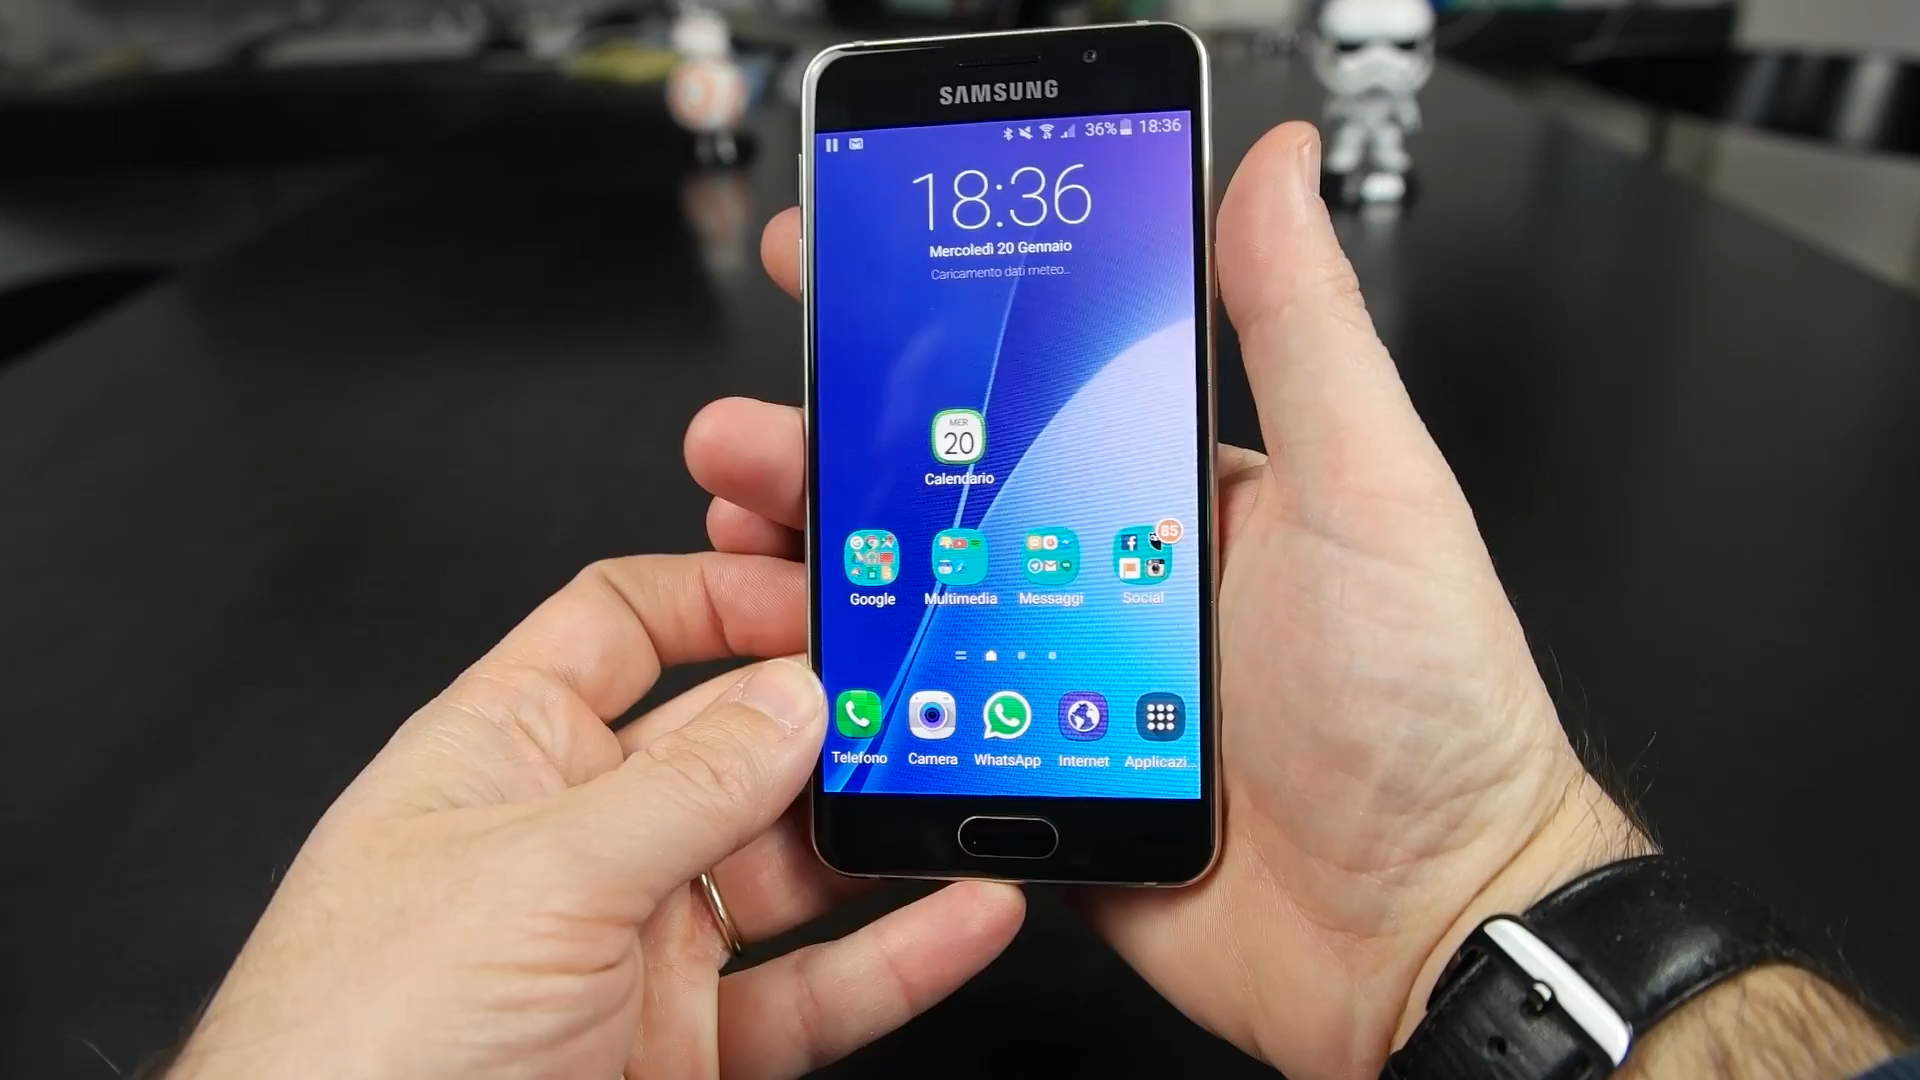 SAMSUNG
36% 18:36
18:36
Mercoledì 20 Gennaio
Caricamento dati meteo...
MER
20
Calendario
85
Google
Multimedia
Messaggi
Social
Telefono
Camera
WhatsApp
Internet
Applicazi...